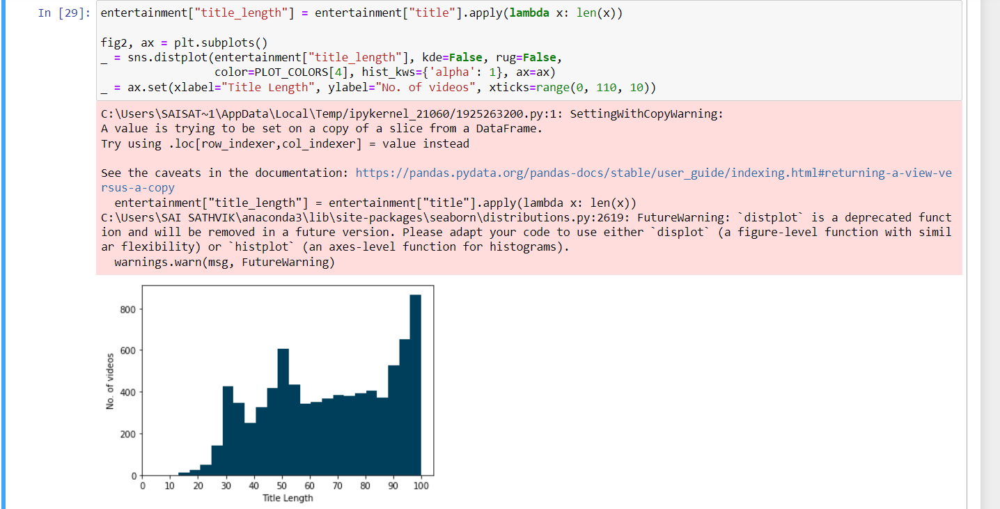 In [29]: entertainment["title_length"] = entertainment["title"].apply(lambda x: len(x))
fig2, ax = plt.subplots()
_ = sns.distplot(entertainment["title_length"], kde=False, rug=False,
color=PLOT_COLORS[4], hist_kws={'alpha': 1}, ax=ax)
_ = ax.set(xlabel="Title Length", ylabel="No. of videos", xticks=range(0, 110, 10))
C:\Users\SAISAT~1\AppData\Local\Temp/ipykernel_21060/1925263200.py:1: SettingWithCopyWarning:
A value is trying to be set on a copy of a slice from a DataFrame.
Try using .loc[row_indexer,col_indexer] = value instead
See the caveats in the documentation: https://pandas.pydata.org/pandas-docs/stable/user_guide/indexing.html#returning-a-view-ve
rsus-a-copy
entertainment["title_length"] = entertainment["title"].apply(lambda x: len(x))
C:\Users\SAI SATHVIK\anaconda3\lib\site-packages\seaborn\distributions.py:2619: FutureWarning: `distplot` is a deprecated funct
ion and will be removed in a future version. Please adapt your code to use either `displot` (a figure-level function with simil
ar flexibility) or `histplot` (an axes-level function for histograms).
warnings.warn(msg, FutureWarning)
800
600
400
200
0
No. of videos
0 10 20 30 40 50 60 70 80 90 100
Title Length